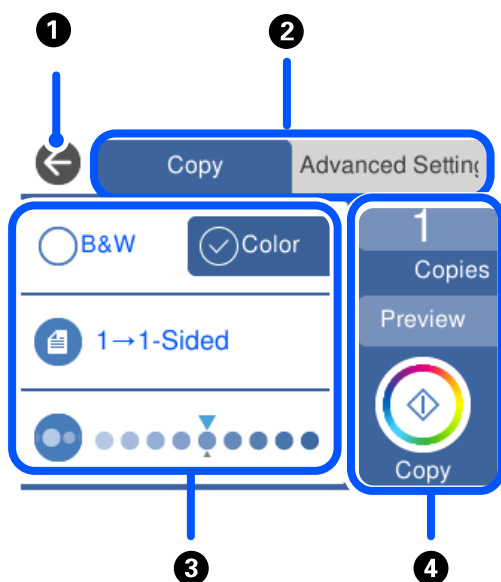 1 2
Copy Advanced Setting
B&W Color
1→1-Sided
1
Copies
Preview
Copy
3 4